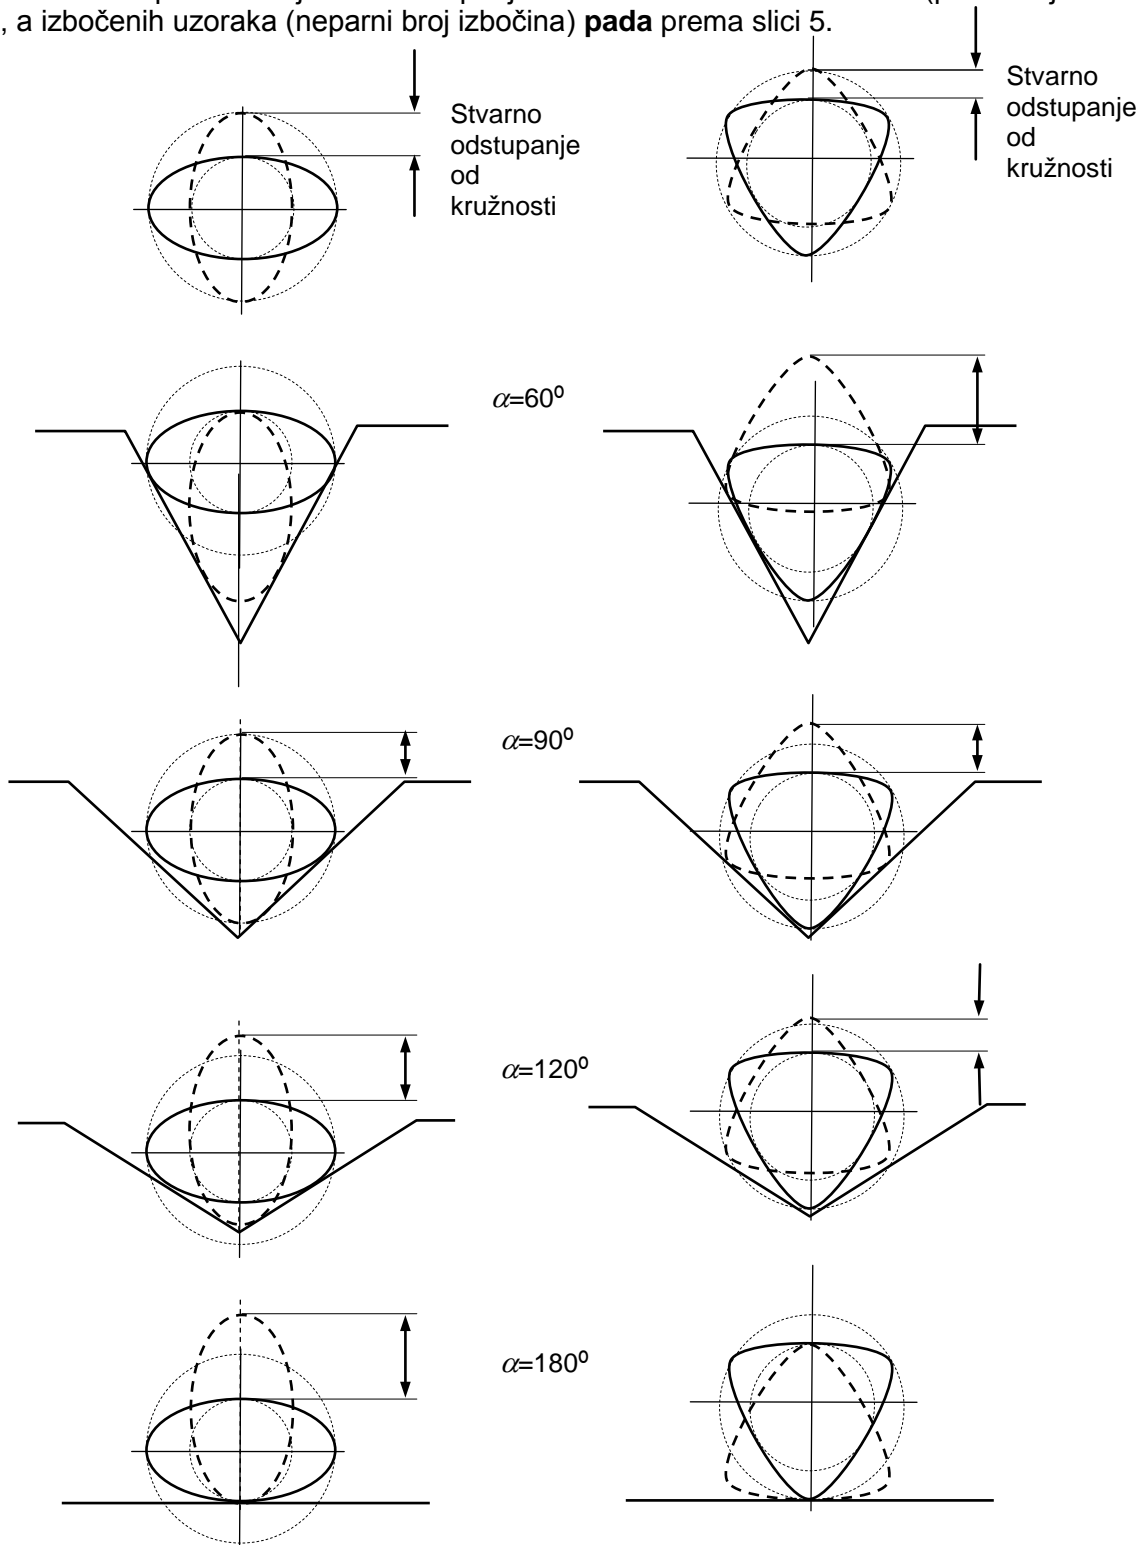 , a izbočenih uzoraka (neparni broj izbočina) pada prema slici 5.
Stvarno
odstupanje
od
kružnosti
Stvarno
odstupanje
od
kružnosti
α=60⁰
α=90⁰
α=120⁰
α=180⁰